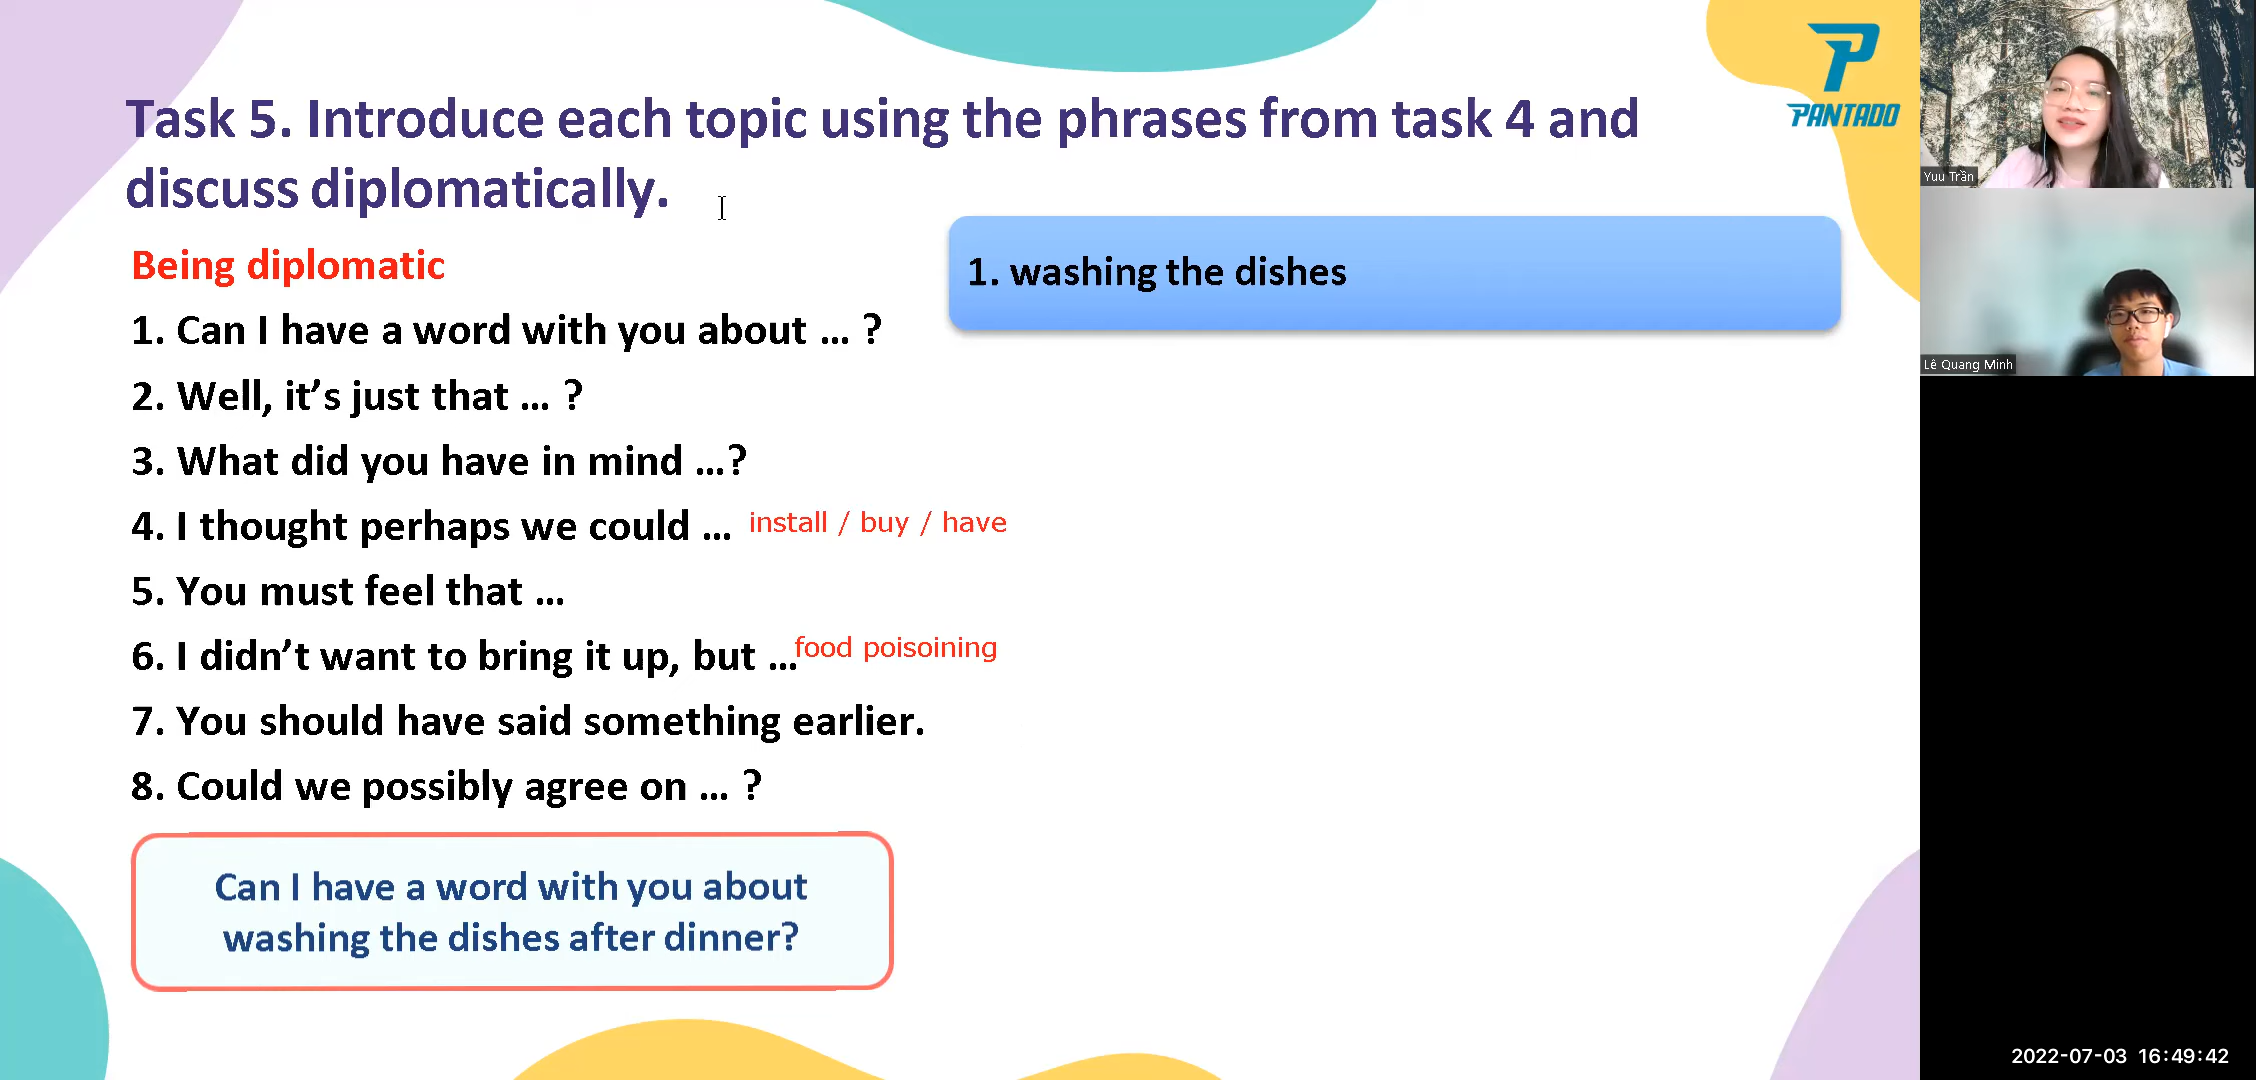 Task 5. Introduce each topic using the phrases from task 4 and
discuss diplomatically.
PANTADO
Being diplomatic
1. Can I have a word with you about ... ?
2. Well, it’s just that ... ?
3. What did you have in mind ...?
4. I thought perhaps we could ... install / buy / have
5. You must feel that ...
6. I didn’t want to bring it up, but ... food poisoining
7. You should have said something earlier.
8. Could we possibly agree on ... ?
Can I have a word with you about
washing the dishes after dinner?
1. washing the dishes
Yuu Trần
Lê Quang Minh
2022-07-03 16:49:42